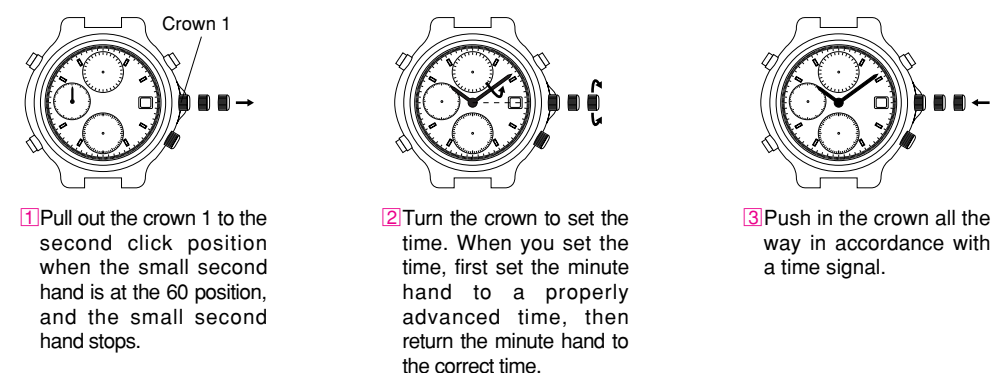 Crown 1
1 Pull out the crown 1 to the
second click position
when the small second
hand is at the 60 position,
and the small second
hand stops.
2 Turn the crown to set the
time. When you set the
time, first set the minute
hand to a properly
advanced time, then
return the minute hand to
the correct time.
3 Push in the crown all the
way in accordance with
a time signal.